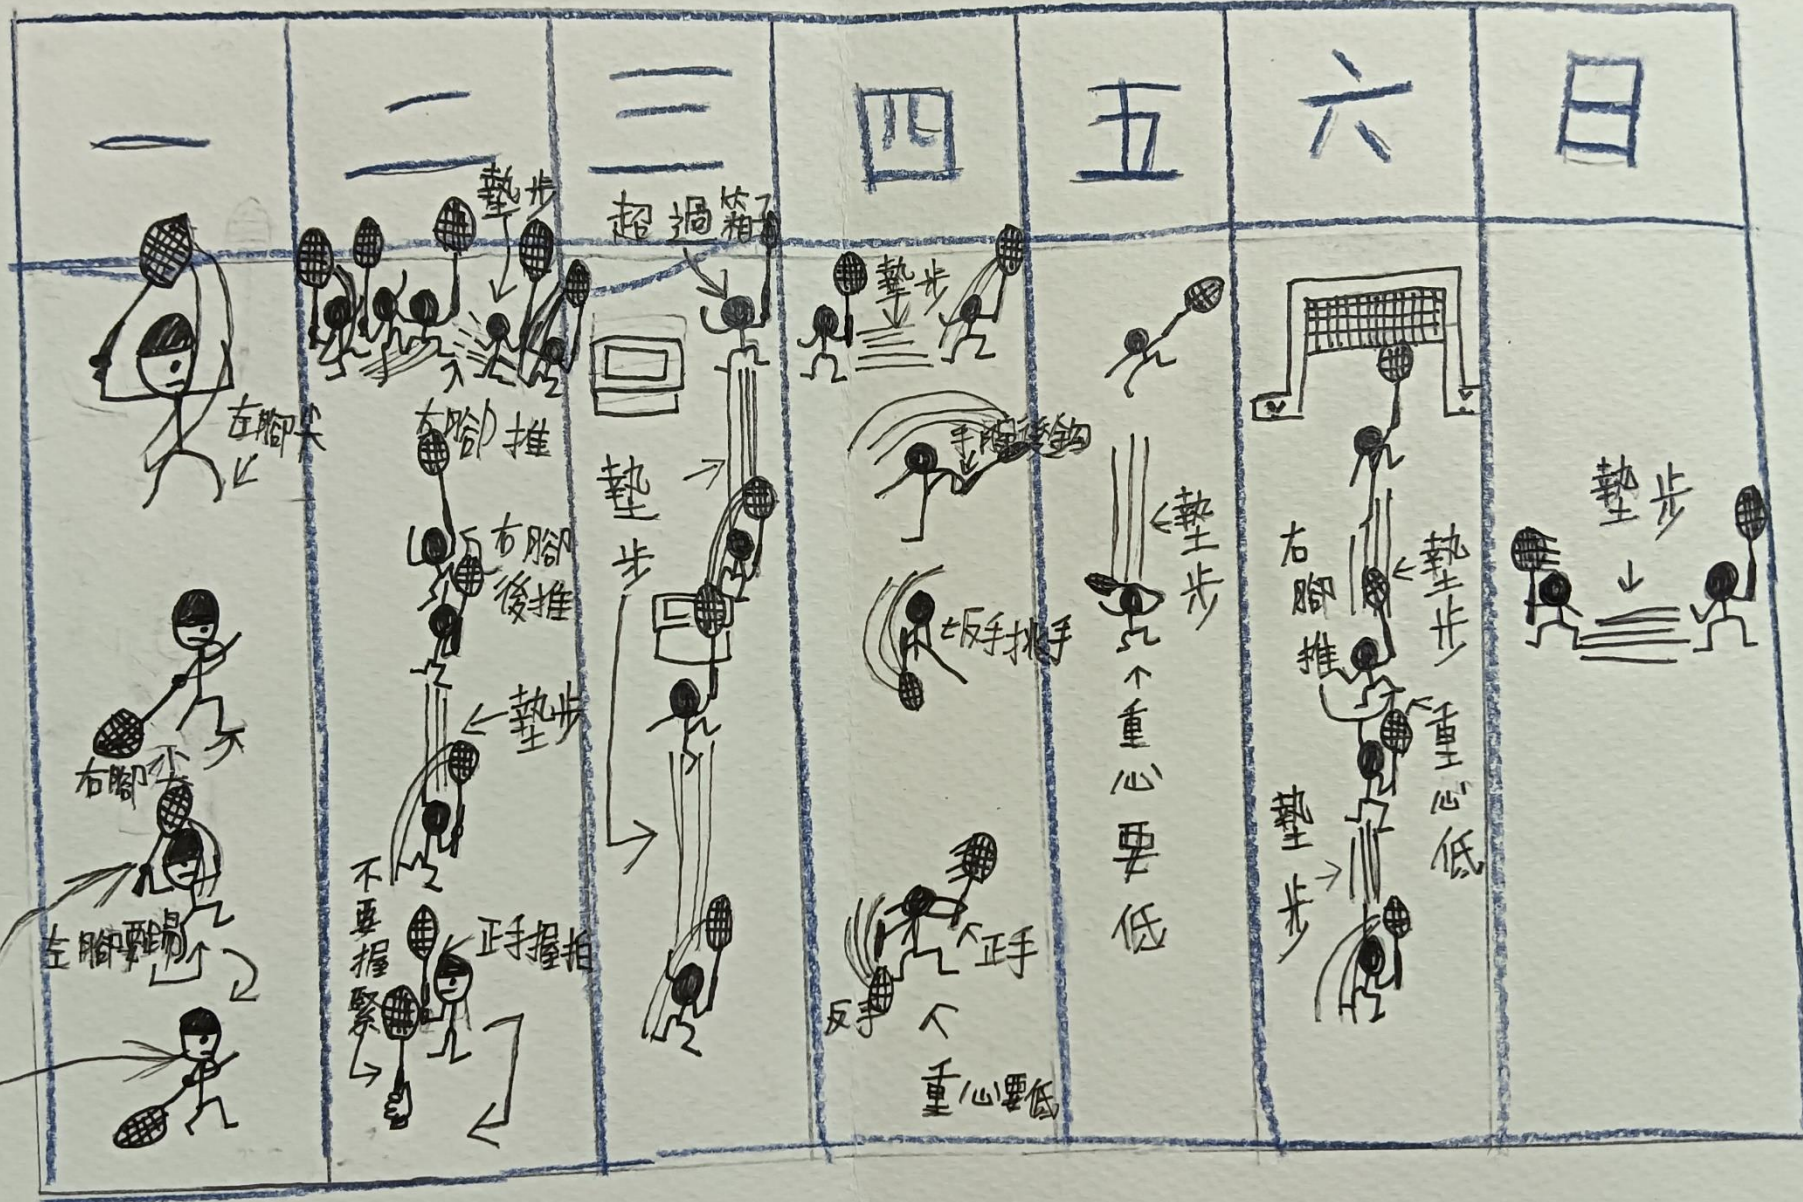 一
二
三
四
五
六
日
左腳尖
右腳尖
左腳要踢
墊步
右腳推
右腳
後推
墊步
不要握緊
正手握拍
超過箱子
墊步
墊步
手腕後鉤
反手挑手
正手
反手
重心要低
墊步
重心要低
右腳推
墊步
重心低
墊步
墊步